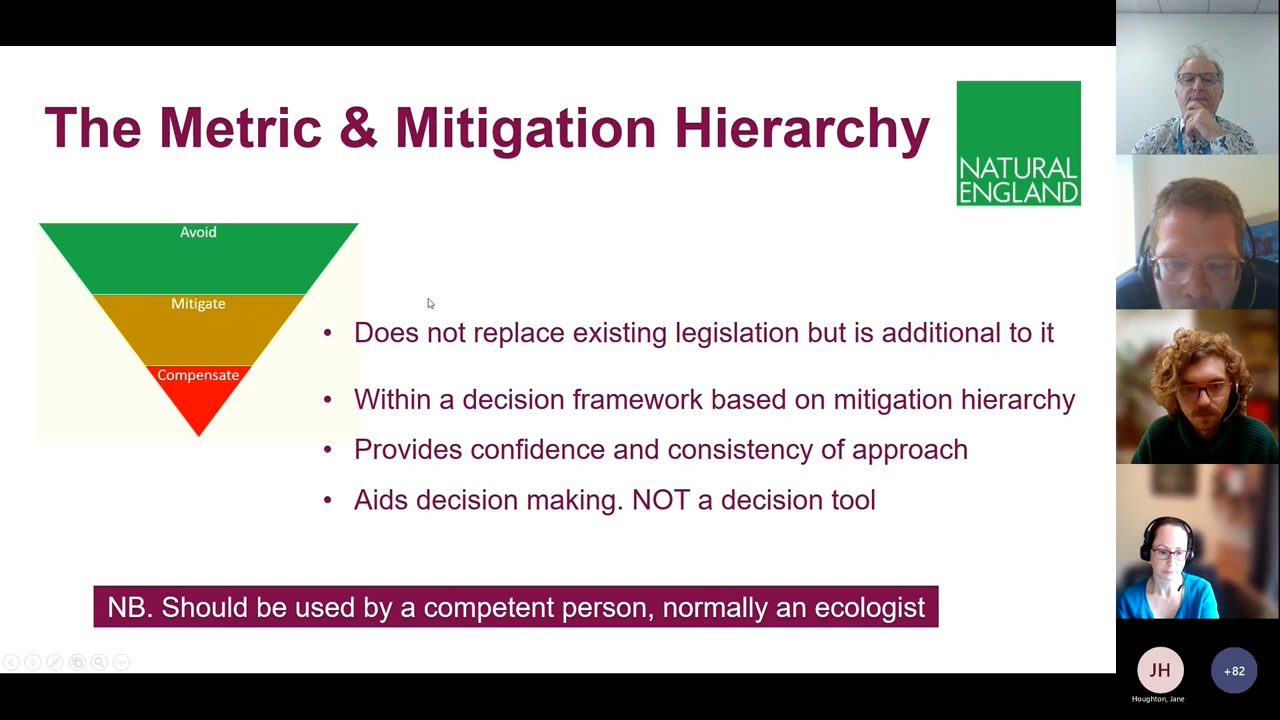 The Metric & Mitigation Hierarchy
NATURAL
ENGLAND
Avoid
Mitigate
Compensate
• Does not replace existing legislation but is additional to it
• Within a decision framework based on mitigation hierarchy
• Provides confidence and consistency of approach
• Aids decision making. NOT a decision tool
NB. Should be used by a competent person, normally an ecologist
JH
+82
Houghton, Jane